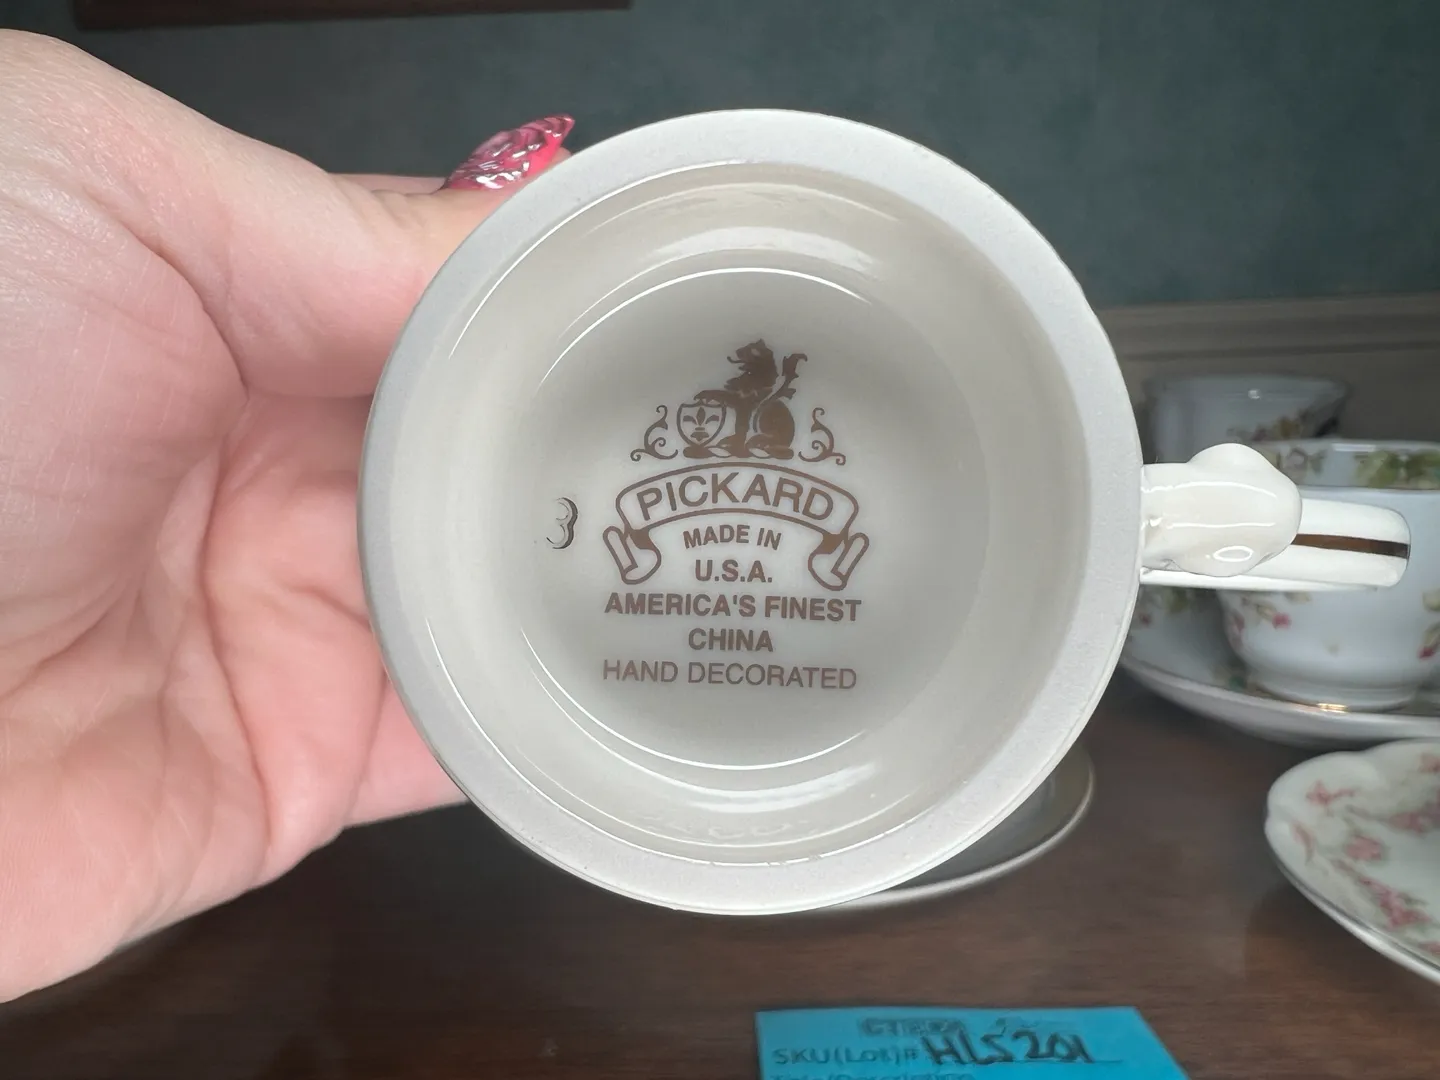 PICKARD
3
MADE IN
U.S.A.
AMERICA'S FINEST
CHINA
HAND DECORATED
SKU(Lot)# HLS201